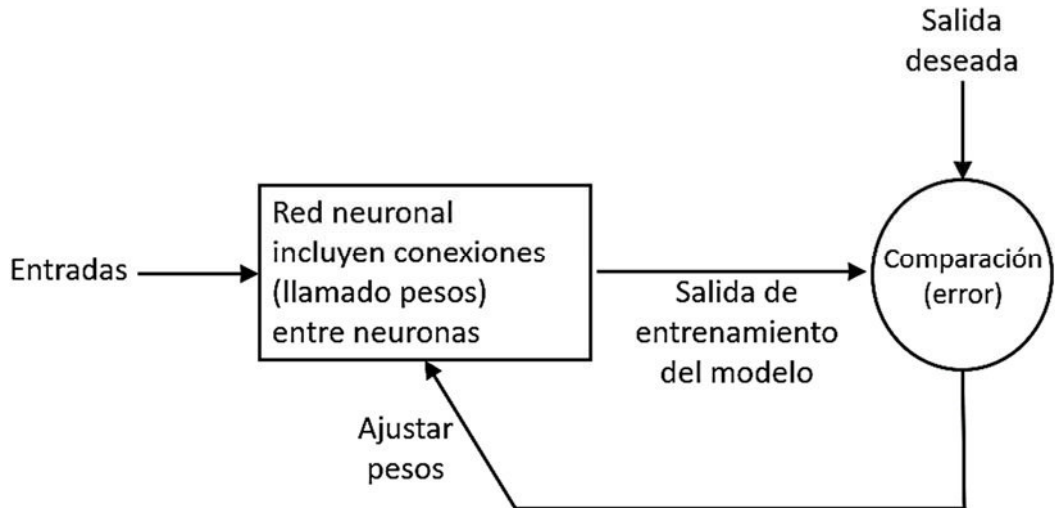 Salida
deseada
Red neuronal
incluyen conexiones
(llamado pesos)
entre neuronas
Entradas
Comparación
(error)
Salida de
entrenamiento
del modelo
Ajustar
pesos